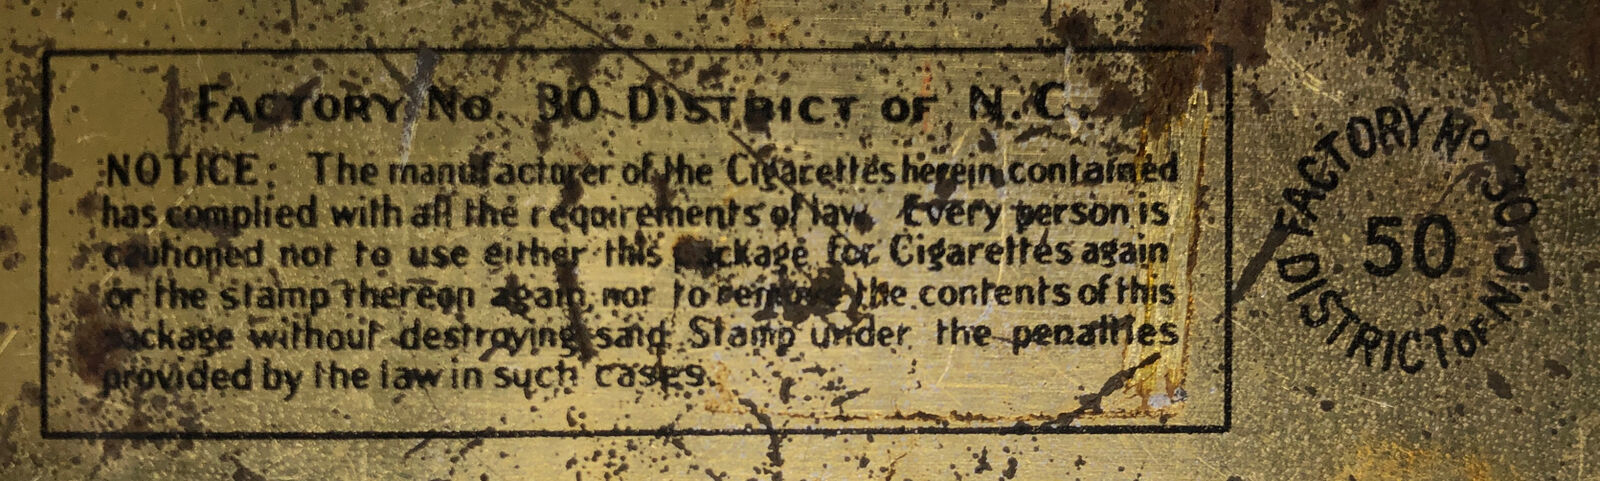 FACTORY No. 30 DISTRICT OF N.C.
NOTICE: The manufacturer of the Cigarettes herein contained
has complied with all the requirements of law. Every person is
cautioned not to use either this package for Cigarettes again
or the stamp thereon again, nor to remove the contents of this
package without destroying said Stamp under the penalties
provided by the law in such cases.
FACTORY No 30
50
DISTRICT OF N.C.